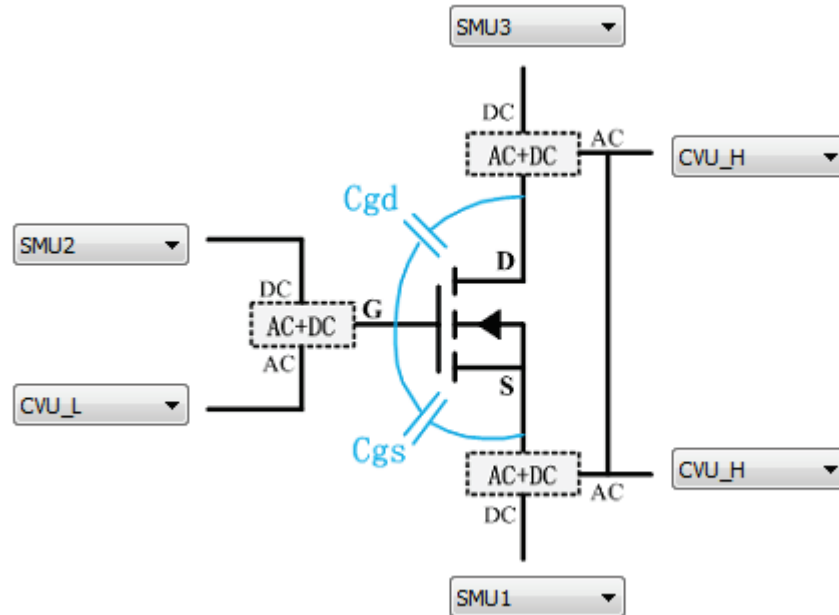 SMU3
DC
AC+DC
AC
CVU_H
Cgd
SMU2
D
DC
G
AC+DC
AC
S
CVU_L
Cgs
AC+DC
CVU_H
AC
DC
SMU1